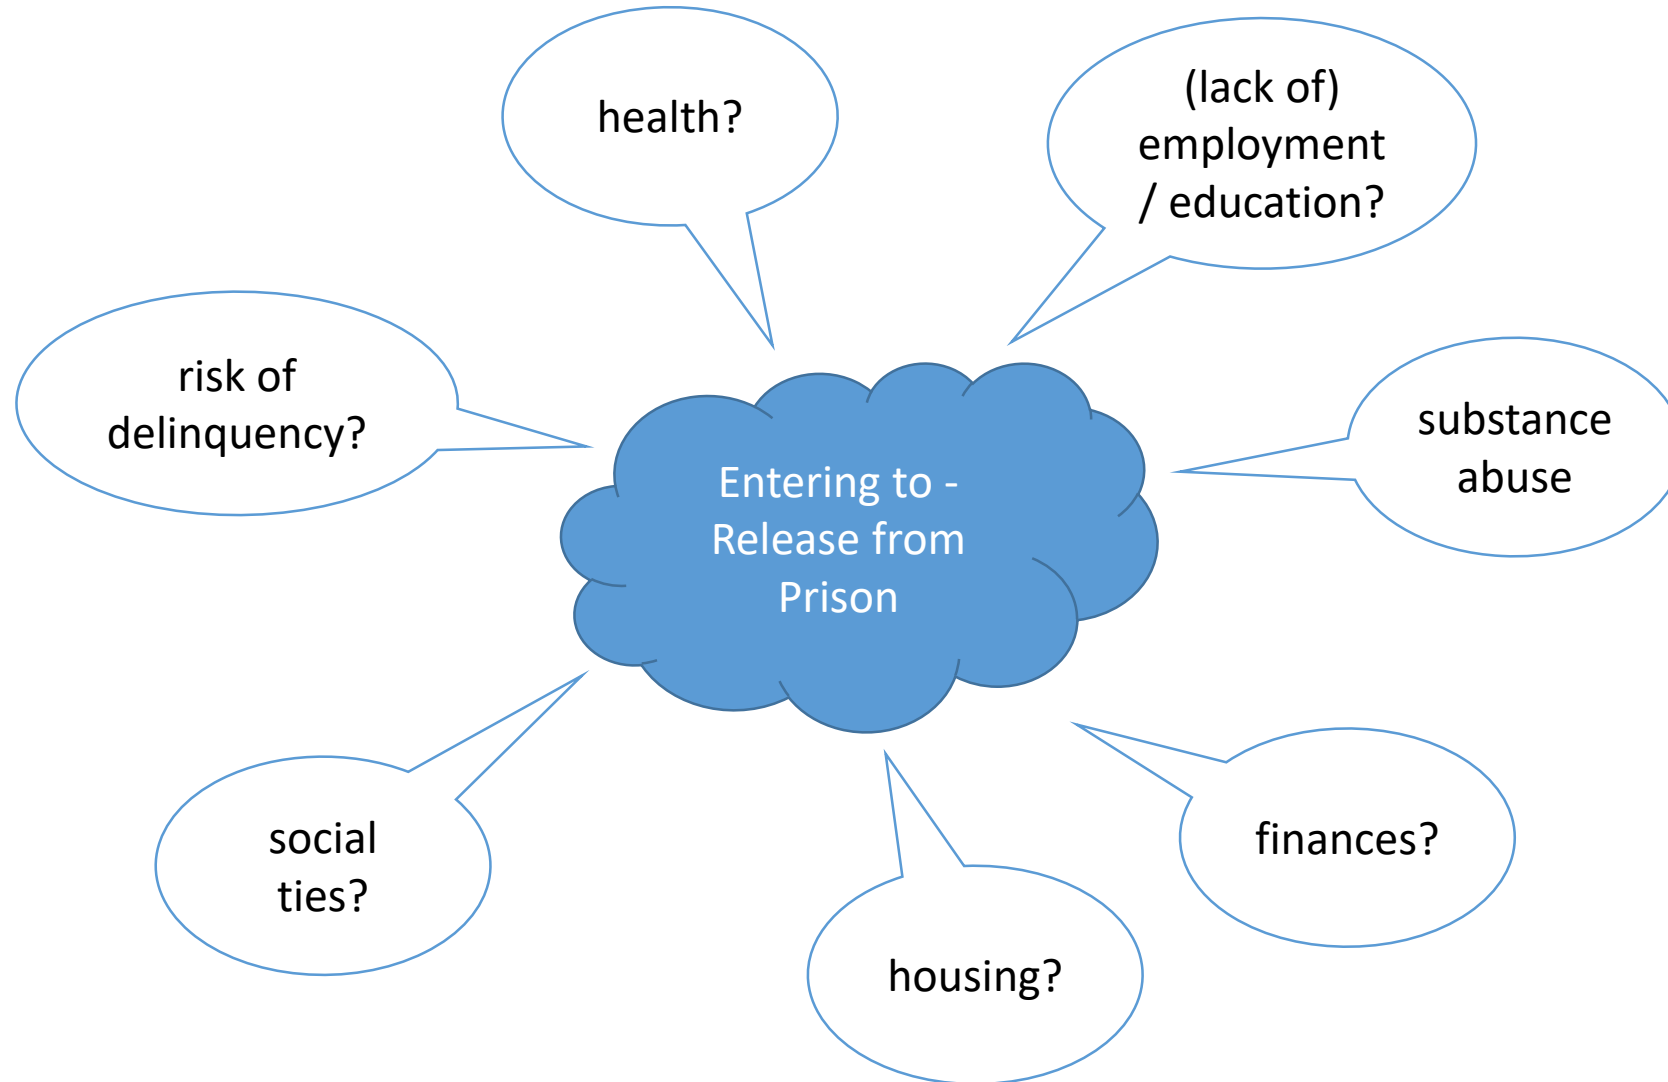 health?
(lack of)
employment
/ education?
risk of
delinquency?
substance
abuse
Entering to -
Release from
Prison
social
ties?
finances?
housing?